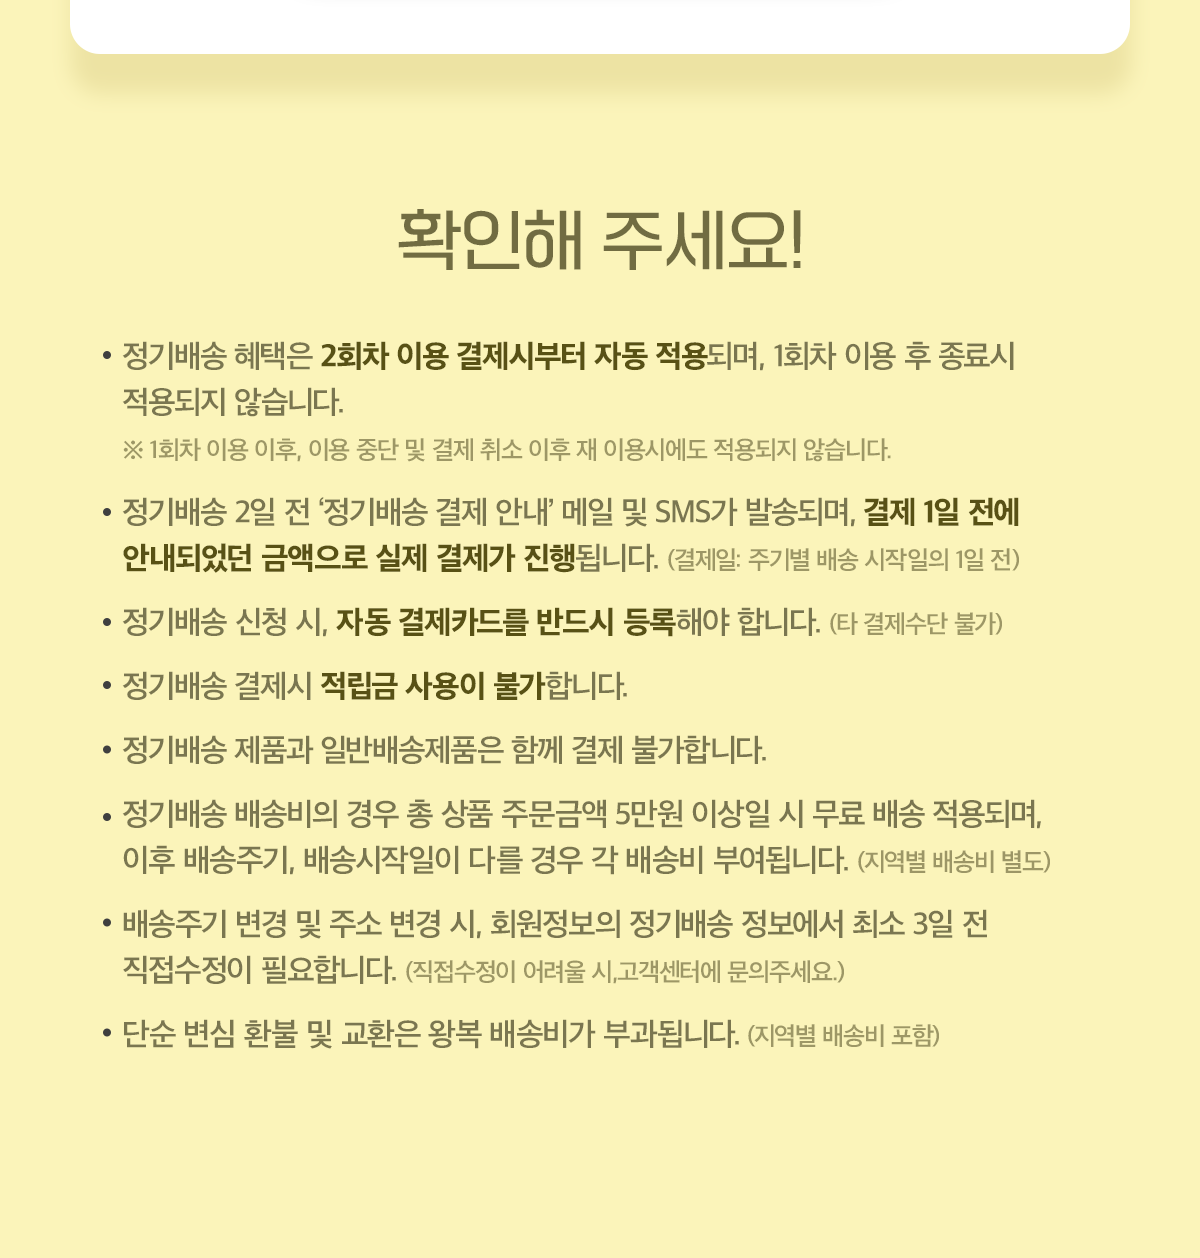 확인해 주세요!
• 정기배송 혜택은 2회차 이용 결제시부터 자동 적용되며, 1회차 이용 후 종료시
적용되지 않습니다.
※ 1회차 이용 이후, 이용 중단 및 결제 취소 이후 재 이용시에도 적용되지 않습니다.
• 정기배송 2일 전 ‘정기배송 결제 안내’ 메일 및 SMS가 발송되며, 결제 1일 전에
안내되었던 금액으로 실제 결제가 진행됩니다. (결제일: 주기별 배송 시작일의 1일 전)
• 정기배송 신청 시, 자동 결제카드를 반드시 등록해야 합니다. (타 결제수단 불가)
• 정기배송 결제시 적립금 사용이 불가합니다.
• 정기배송 제품과 일반배송제품은 함께 결제 불가합니다.
• 정기배송 배송비의 경우 총 상품 주문금액 5만원 이상일 시 무료 배송 적용되며,
이후 배송주기, 배송시작일이 다를 경우 각 배송비 부여됩니다. (지역별 배송비 별도)
• 배송주기 변경 및 주소 변경 시, 회원정보의 정기배송 정보에서 최소 3일 전
직접수정이 필요합니다. (직접수정이 어려울 시,고객센터에 문의주세요.)
• 단순 변심 환불 및 교환은 왕복 배송비가 부과됩니다. (지역별 배송비 포함)